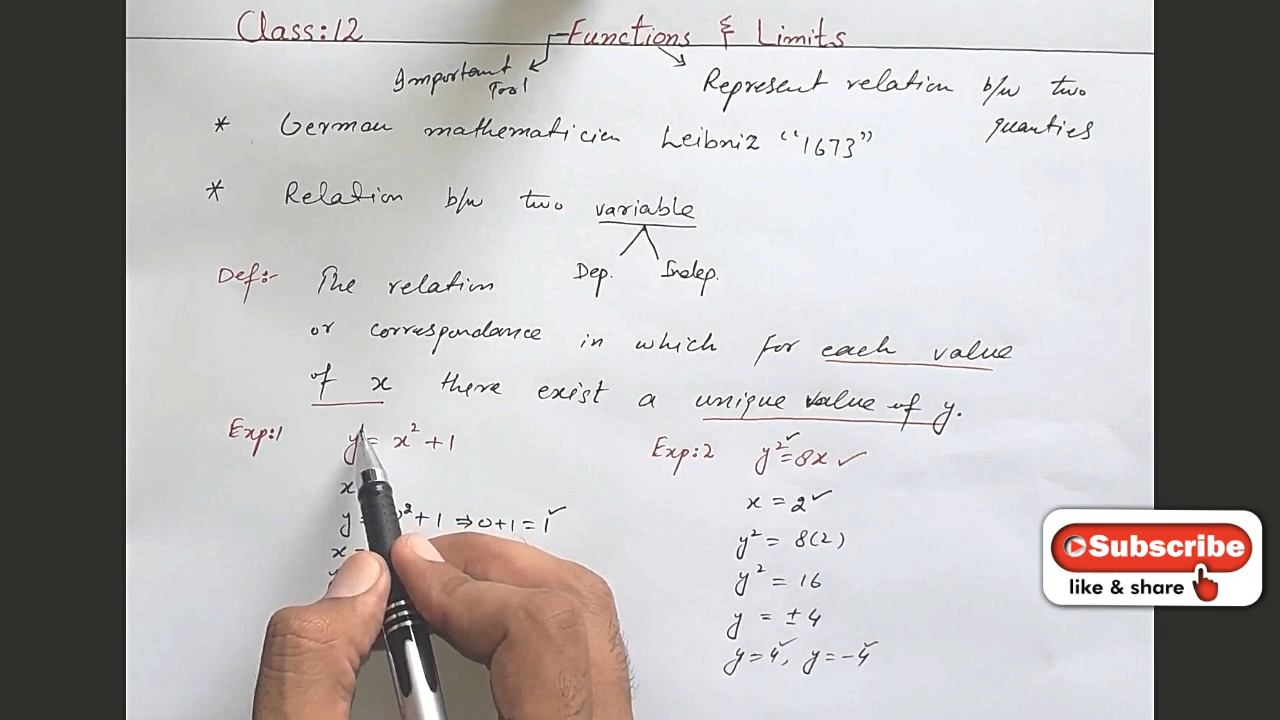 Class:12 Functions & Limits
Important Tool
Represent relation b/w two quanties
* German mathematicien Leibniz "1673"
* Relation b/w two variable
Dep. Indep.
Def:- The relation
or correspondance in which for each value
of x there exist a unique value of y.
Exp:1 y = x² + 1
x
y = 0² + 1 ⇒ 0+1 = 1 ✓
x =
Exp:2 y² ✓ = 8x ✓
x = 2 ✓
y² = 8(2)
y² = 16
y = ± 4
y = 4 ✓, y = -4 ✓
Subscribe
like & share